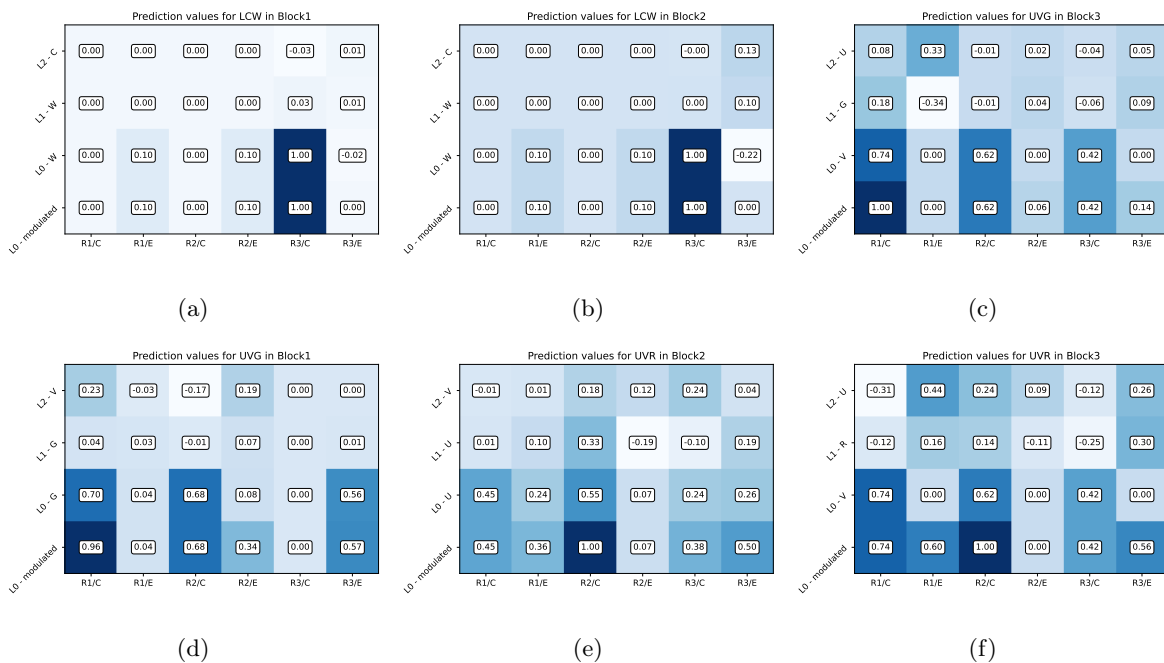 Prediction values for LCW in Block1
L2 - C 0.00 0.00 0.00 0.00 -0.03 0.01
L1 - W 0.00 0.00 0.00 0.00 0.03 0.01
L0 - W 0.00 0.10 0.00 0.10 1.00 -0.02
L0 - modulated 0.00 0.10 0.00 0.10 1.00 0.00
R1/C R1/E R2/C R2/E R3/C R3/E
(a)
Prediction values for LCW in Block2
L2 - C 0.00 0.00 0.00 0.00 -0.00 0.13
L1 - W 0.00 0.00 0.00 0.00 0.00 0.10
L0 - W 0.00 0.10 0.00 0.10 1.00 -0.22
L0 - modulated 0.00 0.10 0.00 0.10 1.00 0.00
R1/C R1/E R2/C R2/E R3/C R3/E
(b)
Prediction values for UVG in Block3
L2 - U 0.08 0.33 -0.01 0.02 -0.04 0.05
L1 - G 0.18 -0.34 -0.01 0.04 -0.06 0.09
L0 - V 0.74 0.00 0.62 0.00 0.42 0.00
L0 - modulated 1.00 0.00 0.62 0.06 0.42 0.14
R1/C R1/E R2/C R2/E R3/C R3/E
(c)
Prediction values for UVG in Block1
L2 - V 0.23 -0.03 -0.17 0.19 0.00 0.00
L1 - G 0.04 0.03 -0.01 0.07 0.00 0.01
L0 - G 0.70 0.04 0.68 0.08 0.00 0.56
L0 - modulated 0.96 0.04 0.68 0.34 0.00 0.57
R1/C R1/E R2/C R2/E R3/C R3/E
(d)
Prediction values for UVR in Block2
L2 - V -0.01 0.01 0.18 0.12 0.24 0.04
L1 - U 0.01 0.10 0.33 -0.19 -0.10 0.19
L0 - U 0.45 0.24 0.55 0.07 0.24 0.26
L0 - modulated 0.45 0.36 1.00 0.07 0.38 0.50
R1/C R1/E R2/C R2/E R3/C R3/E
(e)
Prediction values for UVR in Block3
L2 - U -0.31 0.44 0.24 0.09 -0.12 0.26
L1 - R -0.12 0.16 0.14 -0.11 -0.25 0.30
L0 - V 0.74 0.00 0.62 0.00 0.42 0.00
L0 - modulated 0.74 0.60 1.00 0.00 0.42 0.56
R1/C R1/E R2/C R2/E R3/C R3/E
(f)